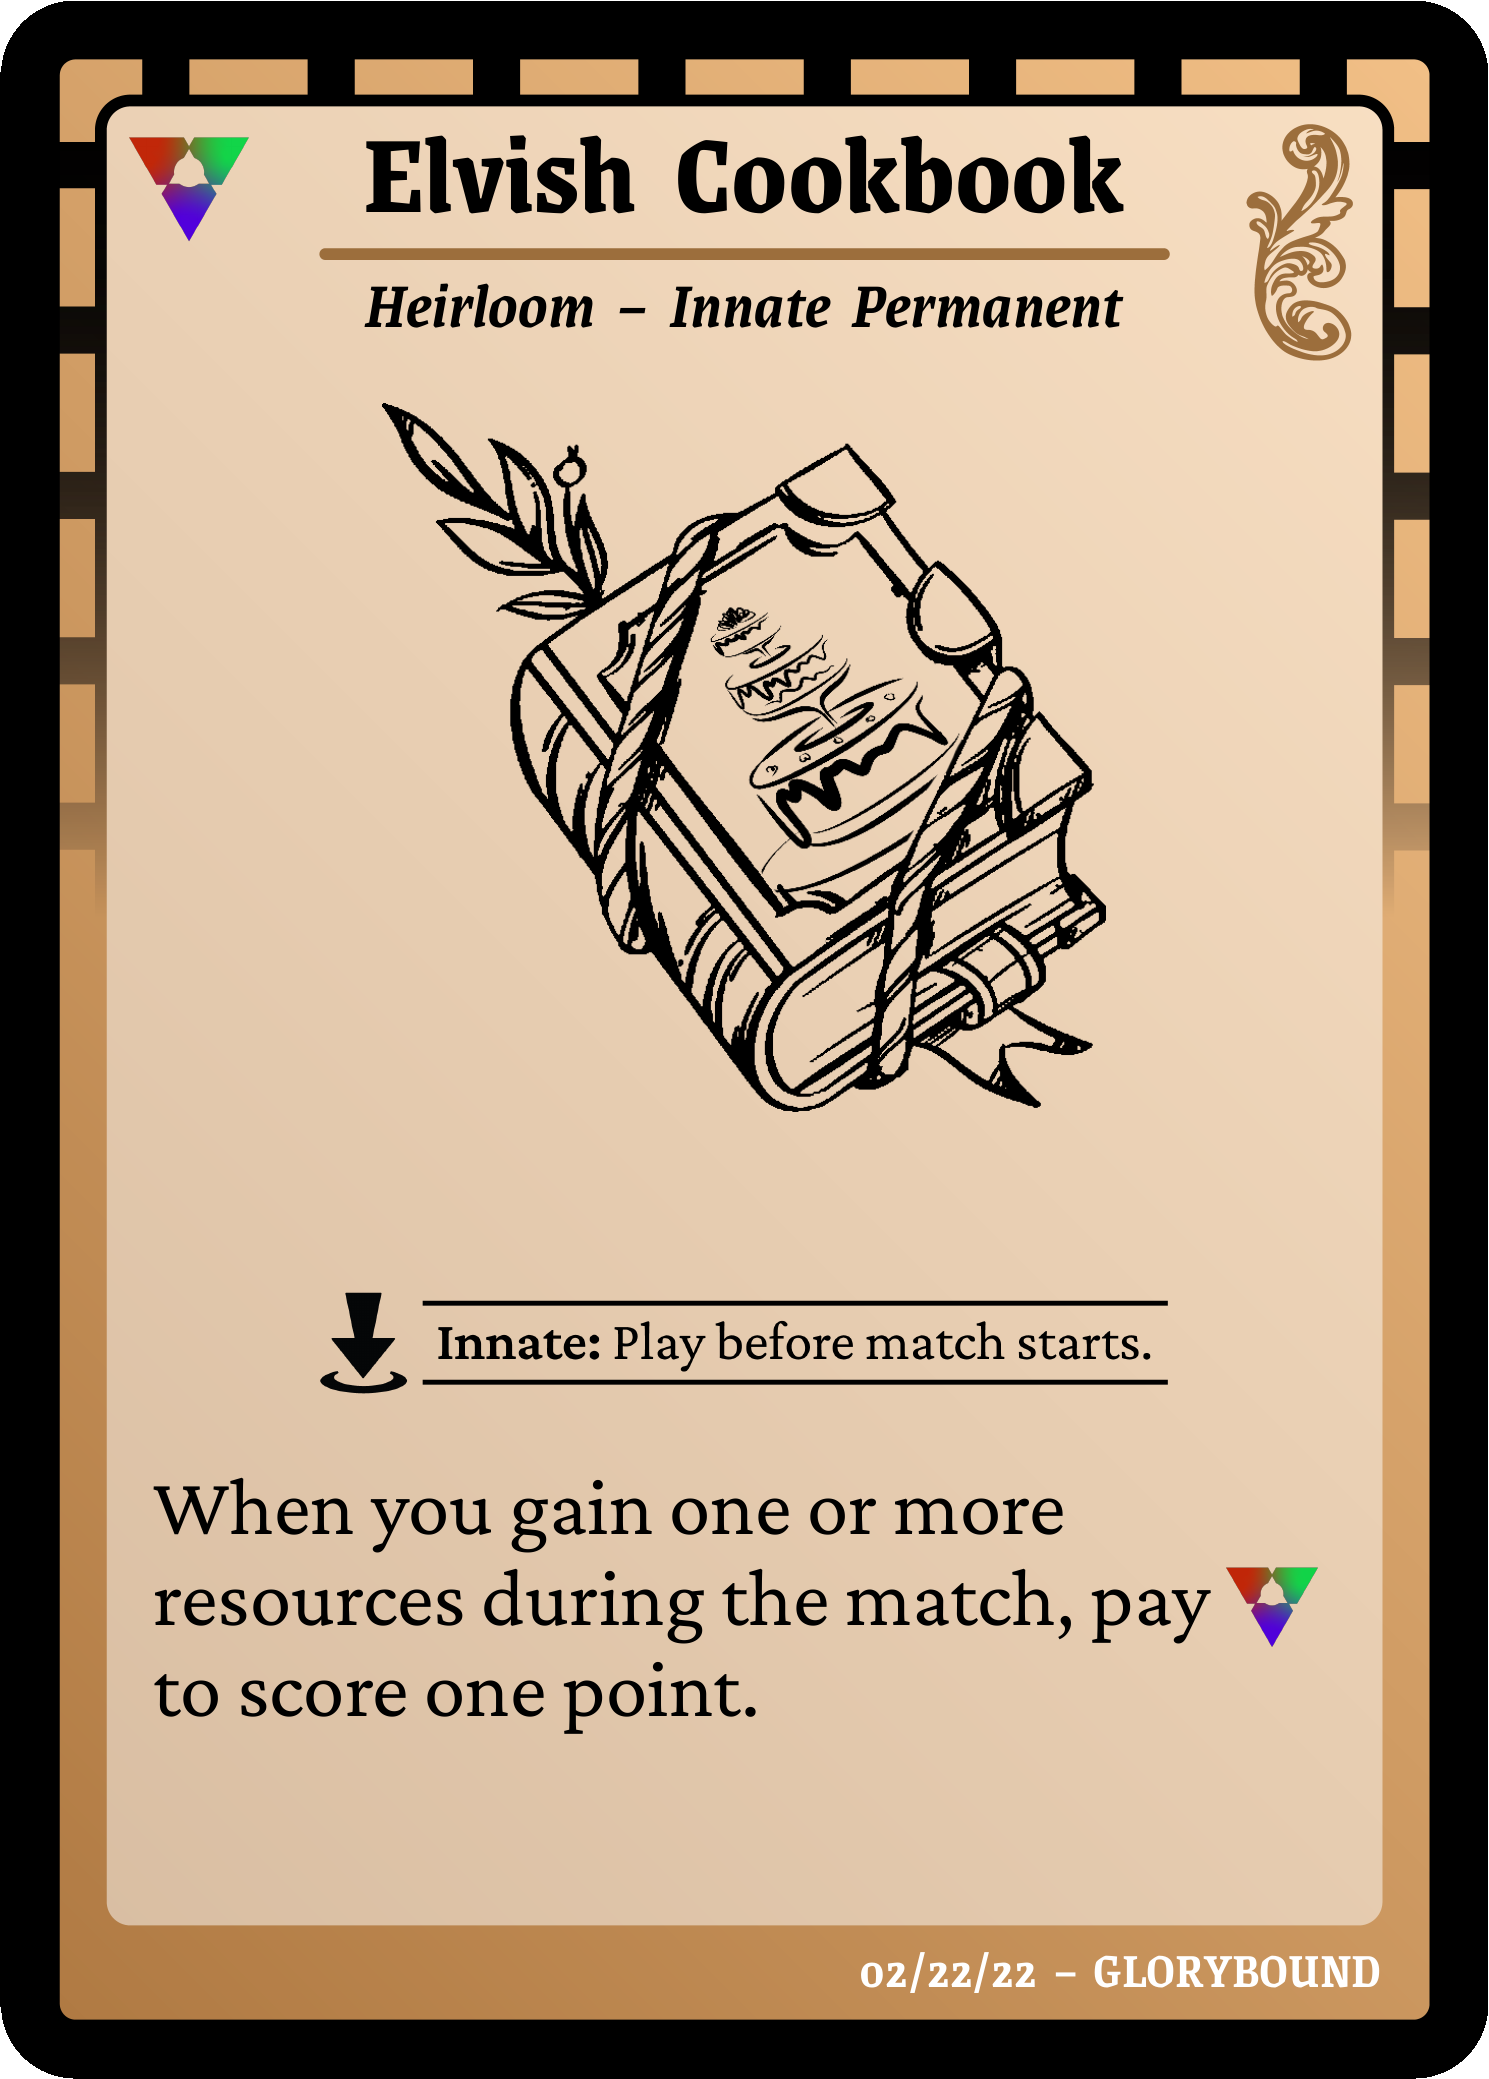 Elvish Cookbook
Heirloom – Innate Permanent
Innate: Play before match starts.
When you gain one or more
resources during the match, pay
to score one point.
02/22/22 – GLORYBOUND